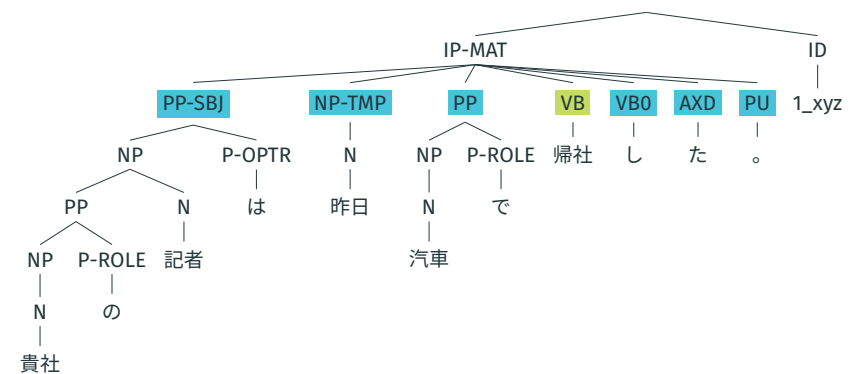 IP-MAT ID
PP-SBJ NP-TMP PP VB VB0 AXD PU 1_xyz
NP P-OPTR N NP P-ROLE 帰社 し た 。
PP N は 昨日 N で
NP P-ROLE 記者 汽車
N の
貴社